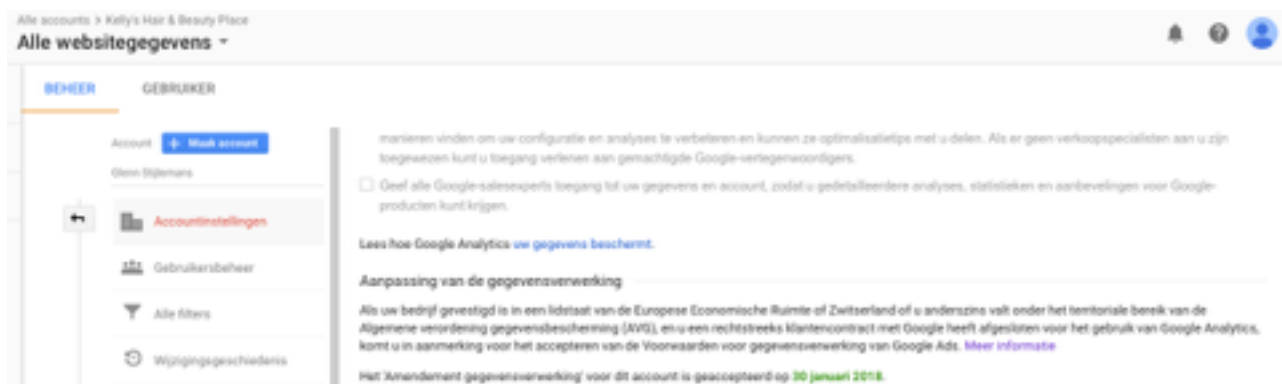 Alle accounts > Kelly's Hair & Beauty Place
Alle websitegegevens
BEHEER GEBRUIKER
Account + Maak account
Glenn Stijlemans
Accountinstellingen
Gebruikersbeheer
Alle filters
Wijzigingsgeschiedenis
manieren vinden om uw configuratie en analyses te verbeteren en kunnen ze optimalisatietips met u delen. Als er geen verkoopspecialisten aan u zijn
toegewezen kunt u toegang verlenen aan gemachtigde Google-vertegenwoordigers.
Geef alle Google-salesexperts toegang tot uw gegevens en account, zodat u gedetailleerdere analyses, statistieken en aanbevelingen voor Google-
producten kunt krijgen.
Lees hoe Google Analytics uw gegevens beschermt.
Aanpassing van de gegevensverwerking
Als uw bedrijf gevestigd is in een lidstaat van de Europese Economische Ruimte of Zwitserland of u anderszins valt onder het territoriale bereik van de
Algemene verordening gegevensbescherming (AVG), en u een rechtstreeks klantencontract met Google heeft afgesloten voor het gebruik van Google Analytics,
komt u in aanmerking voor het accepteren van de Voorwaarden voor gegevensverwerking van Google Ads. Meer informatie
Het 'Amendement gegevensverwerking' voor dit account is geaccepteerd op 30 januari 2018.